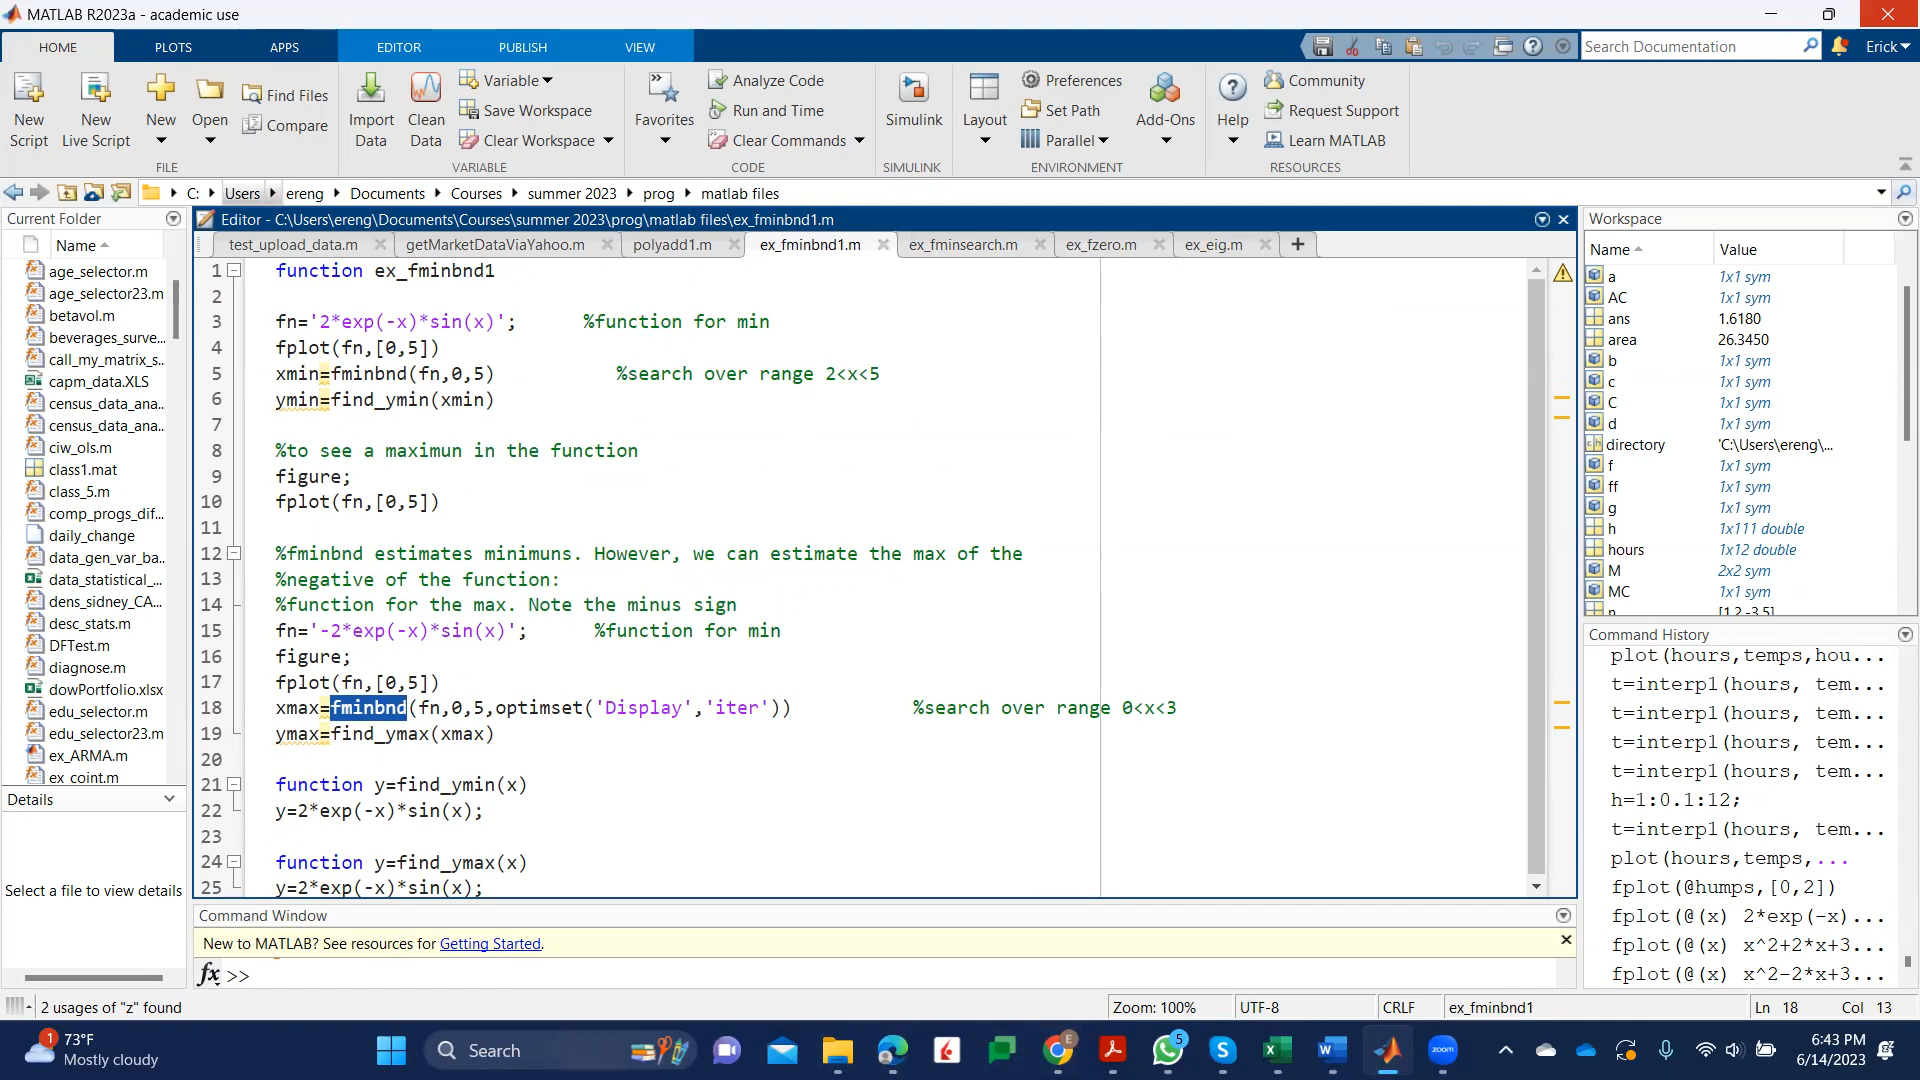 MATLAB R2023a - academic use
HOME PLOTS APPS EDITOR PUBLISH VIEW
Search Documentation
Erick
New Script
New Live Script
New
Open
Find Files
Compare
FILE
Import Data
Clean Data
Variable
Save Workspace
Clear Workspace
VARIABLE
Favorites
Analyze Code
Run and Time
Clear Commands
CODE
Simulink
SIMULINK
Layout
Preferences
Set Path
Parallel
Add-Ons
ENVIRONMENT
Help
Community
Request Support
Learn MATLAB
RESOURCES
C: Users ereng Documents Courses summer 2023 prog matlab files
Current Folder
Name
age_selector.m
age_selector23.m
betavol.m
beverages_surve...
call_my_matrix_s...
capm_data.XLS
census_data_ana...
census_data_ana...
ciw_ols.m
class1.mat
class_5.m
comp_progs_dif...
daily_change
data_gen_var_ba...
data_statistical_...
dens_sidney_CA...
desc_stats.m
DFTest.m
diagnose.m
dowPortfolio.xlsx
edu_selector.m
edu_selector23.m
ex_ARMA.m
ex_coint.m
Details
Select a file to view details
Editor - C:\Users\ereng\Documents\Courses\summer 2023\prog\matlab files\ex_fminbnd1.m
test_upload_data.m getMarketDataViaYahoo.m polyadd1.m ex_fminbnd1.m ex_fminsearch.m ex_fzero.m ex_eig.m
1 function ex_fminbnd1
2
3 fn='2*exp(-x)*sin(x)'; %function for min
4 fplot(fn,[0,5])
5 xmin=fminbnd(fn,0,5) %search over range 2<x<5
6 ymin=find_ymin(xmin)
7
8 %to see a maximun in the function
9 figure;
10 fplot(fn,[0,5])
11
12 %fminbnd estimates minimuns. However, we can estimate the max of the
13 %negative of the function:
14 %function for the max. Note the minus sign
15 fn='-2*exp(-x)*sin(x)'; %function for min
16 figure;
17 fplot(fn,[0,5])
18 xmax=fminbnd(fn,0,5,optimset('Display','iter')) %search over range 0<x<3
19 ymax=find_ymax(xmax)
20
21 function y=find_ymin(x)
22 y=2*exp(-x)*sin(x);
23
24 function y=find_ymax(x)
25 y=2*exp(-x)*sin(x);
Command Window
New to MATLAB? See resources for Getting Started.
fx >>
Workspace
Name Value
a 1x1 sym
AC 1x1 sym
ans 1.6180
area 26.3450
b 1x1 sym
c 1x1 sym
C 1x1 sym
d 1x1 sym
directory 'C:\Users\ereng\...
f 1x1 sym
ff 1x1 sym
g 1x1 sym
h 1x111 double
hours 1x12 double
M 2x2 sym
MC 1x1 sym
n [1,2,-3.5]
Command History
plot(hours,temps,hou...
t=interp1(hours, tem...
t=interp1(hours, tem...
t=interp1(hours, tem...
t=interp1(hours, tem...
h=1:0.1:12;
t=interp1(hours, tem...
plot(hours,temps,...
fplot(@humps,[0,2])
fplot(@(x) 2*exp(-x)...
fplot(@(x) x^2+2*x+3...
fplot(@(x) x^2-2*x+3...
2 usages of "z" found
Zoom: 100% UTF-8 CRLF ex_fminbnd1 Ln 18 Col 13
1
73°F
Mostly cloudy
Search
E
5
zoom
6:43 PM
6/14/2023